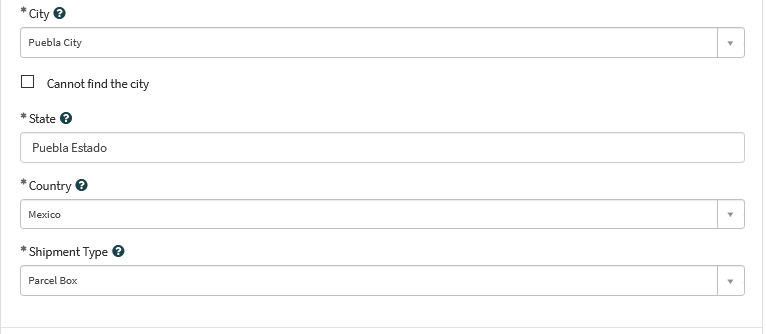 * City ?
Puebla City
Cannot find the city
* State ?
Puebla Estado
* Country ?
Mexico
* Shipment Type ?
Parcel Box